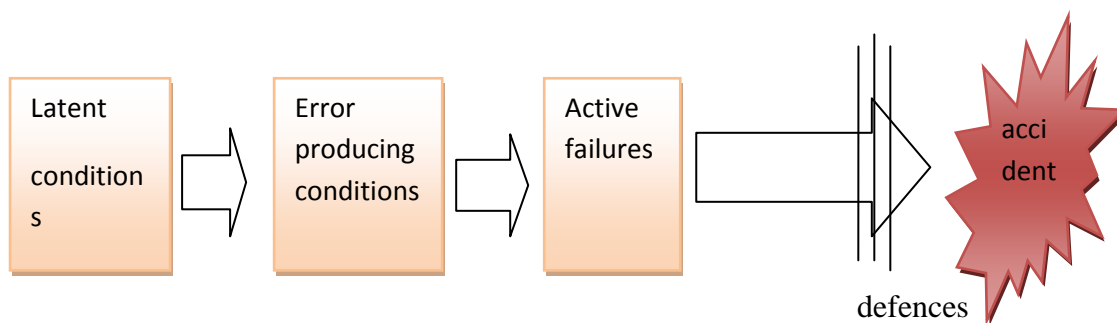 Latent
condition
s
Error
producing
conditions
Active
failures
acci
dent
defences